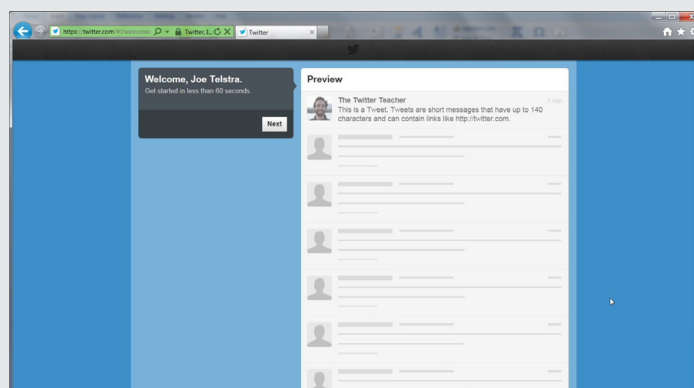 https://twitter.com/#!/welcome
Twitter, I...
Twitter
Welcome, Joe Telstra.
Get started in less than 60 seconds.
Next
Preview
The Twitter Teacher
1 min
This is a Tweet. Tweets are short messages that have up to 140
characters and can contain links like http://twitter.com.